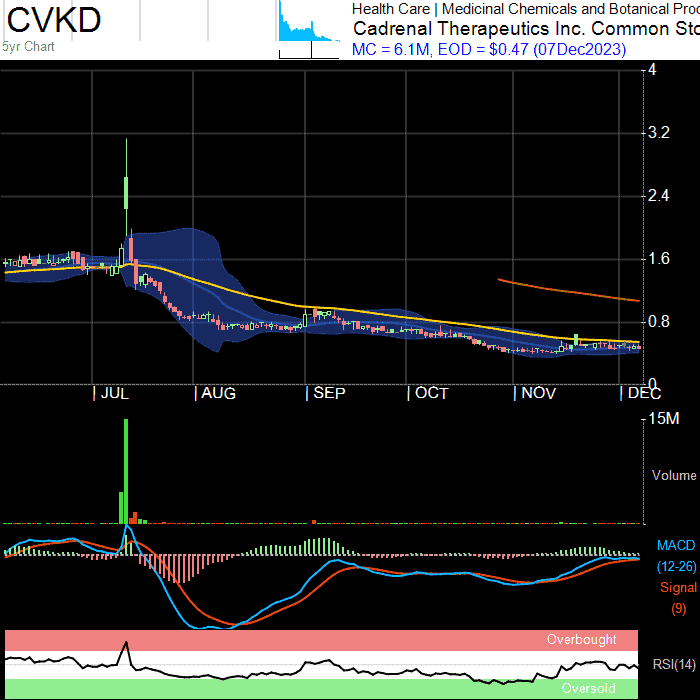 CVKD
5yr Chart
Health Care | Medicinal Chemicals and Botanical Proc
Cadrenal Therapeutics Inc. Common Sto
MC = 6.1M, EOD = $0.47 (07Dec2023)
4
3.2
2.4
1.6
0.8
0
JUL AUG SEP OCT NOV DEC
15M
Volume
MACD
(12-26)
Signal
(9)
Overbought
RSI(14)
Oversold